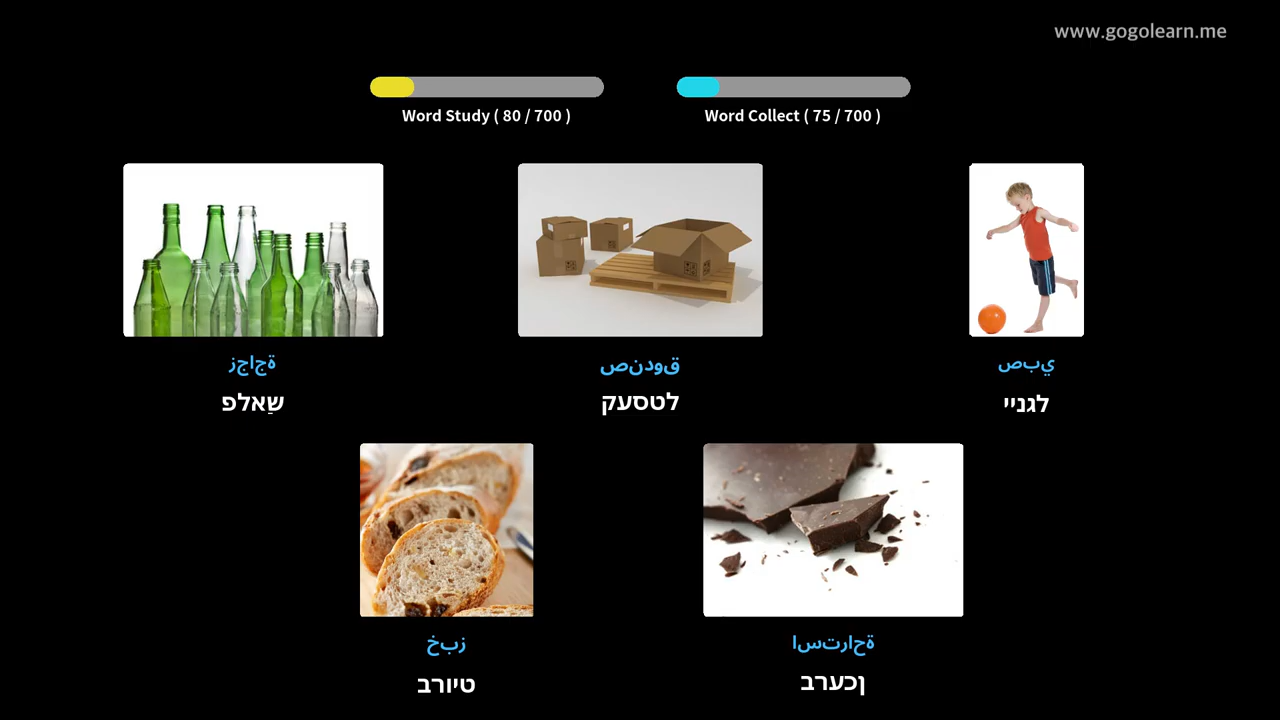 www.gogolearn.me
Word Study ( 80 / 700 )
Word Collect ( 75 / 700 )
ةجاجز
שַאלפ
قودنص
לטסעק
يبص
לגניי
زبخ
טיורב
ةحارتسا
ןכערב